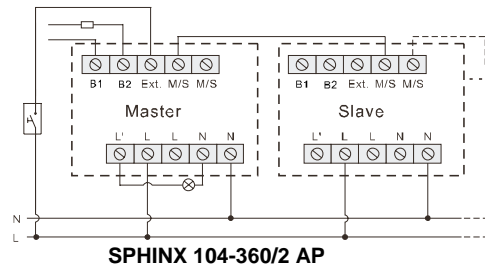 B1 B2 Ext. M/S M/S
B1 B2 Ext. M/S M/S
Master
Slave
L' L L N N
L' L L N N
N
L
SPHINX 104-360/2 AP